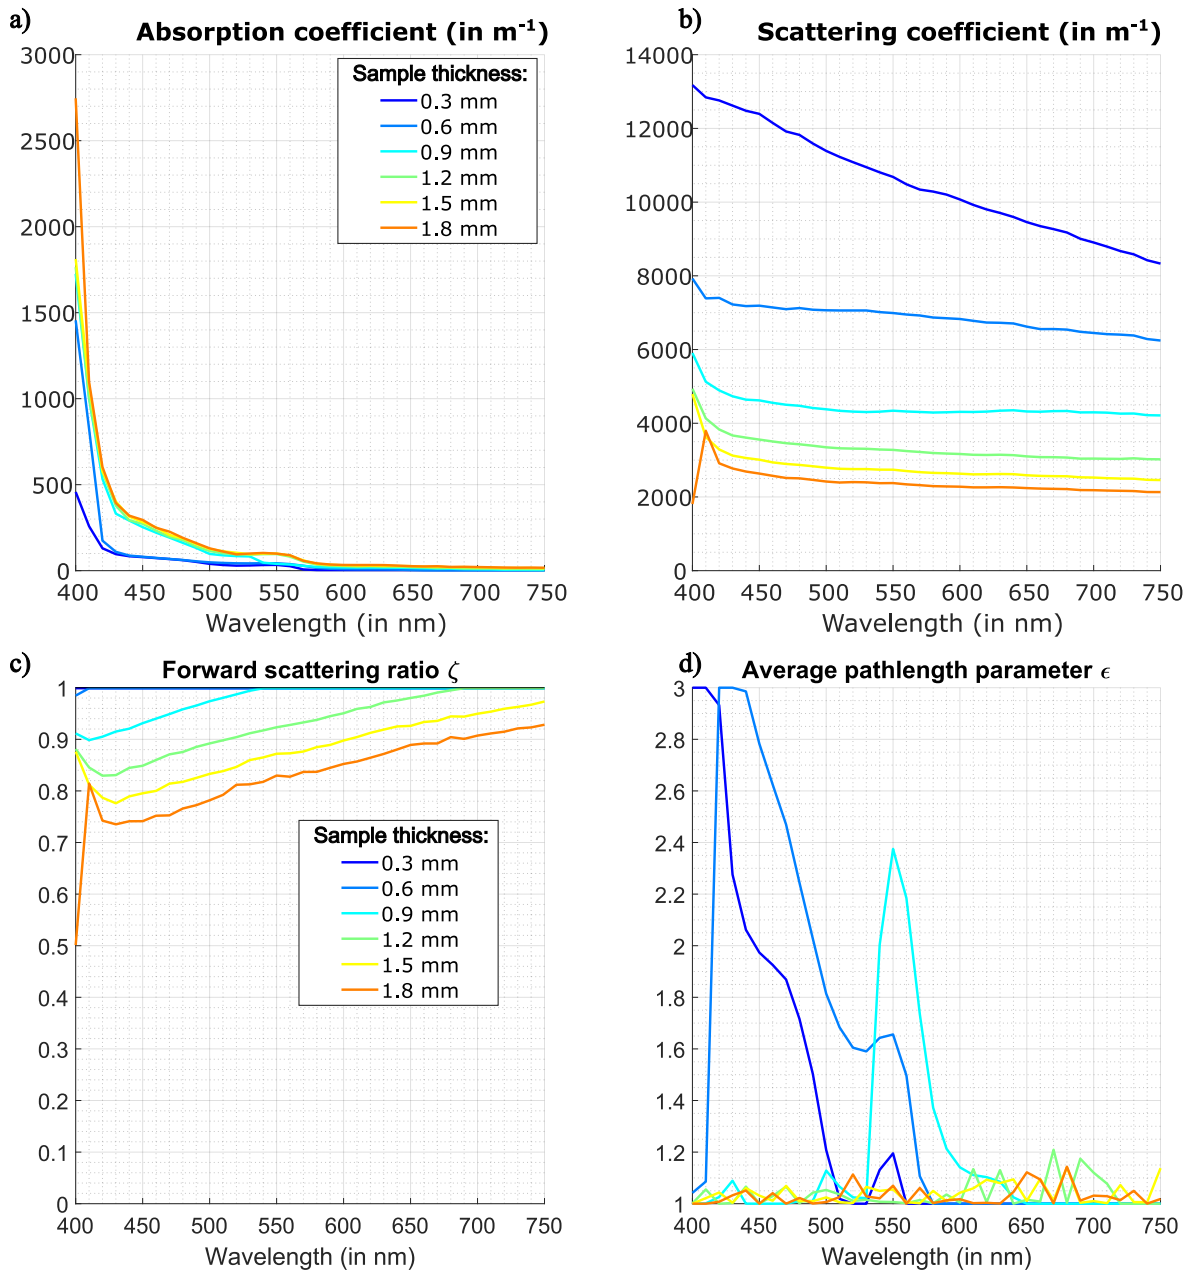 a)
Absorption coefficient (in m-1)
3000
2500
2000
1500
1000
500
0
400 450 500 550 600 650 700 750
Wavelength (in nm)
Sample thickness:
0.3 mm
0.6 mm
0.9 mm
1.2 mm
1.5 mm
1.8 mm
b)
Scattering coefficient (in m-1)
14000
12000
10000
8000
6000
4000
2000
0
400 450 500 550 600 650 700 750
Wavelength (in nm)
c)
Forward scattering ratio ζ
1
0.9
0.8
0.7
0.6
0.5
0.4
0.3
0.2
0.1
0
400 450 500 550 600 650 700 750
Wavelength (in nm)
Sample thickness:
0.3 mm
0.6 mm
0.9 mm
1.2 mm
1.5 mm
1.8 mm
d)
Average pathlength parameter ϵ
3
2.8
2.6
2.4
2.2
2
1.8
1.6
1.4
1.2
1
400 450 500 550 600 650 700 750
Wavelength (in nm)